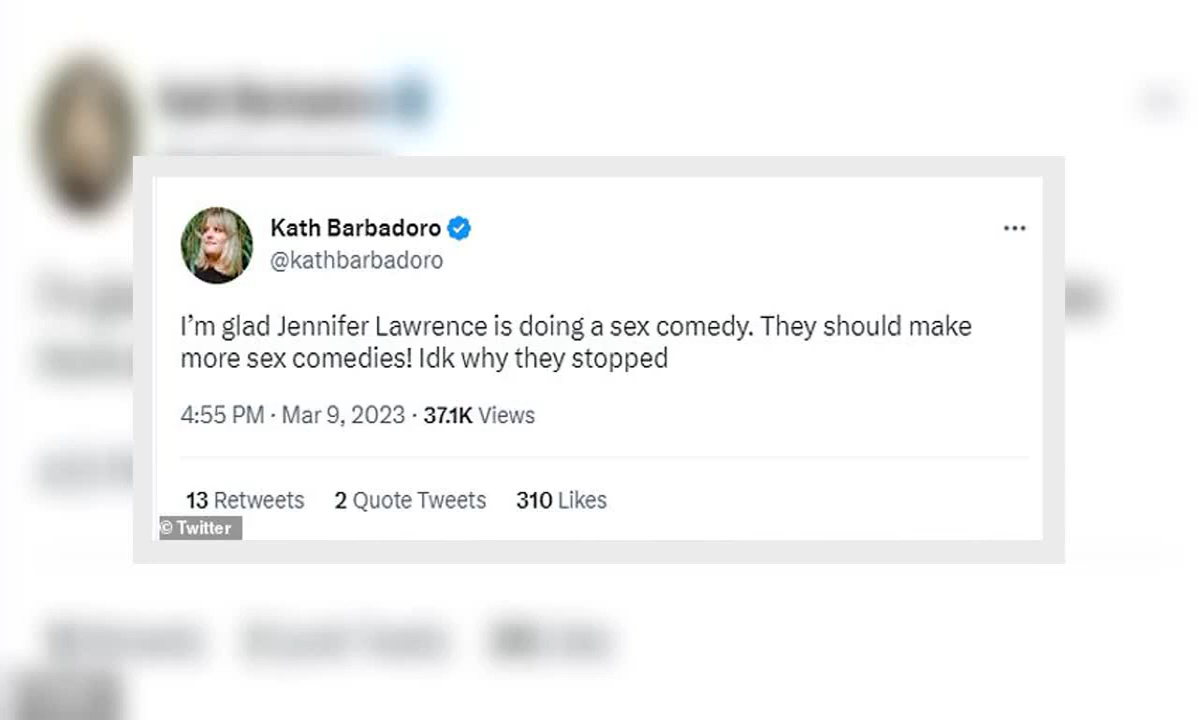 Kath Barbadoro
@kathbarbadoro
I’m glad Jennifer Lawrence is doing a sex comedy. They should make
more sex comedies! Idk why they stopped
4:55 PM · Mar 9, 2023 · 37.1K Views
13 Retweets 2 Quote Tweets 310 Likes
© Twitter